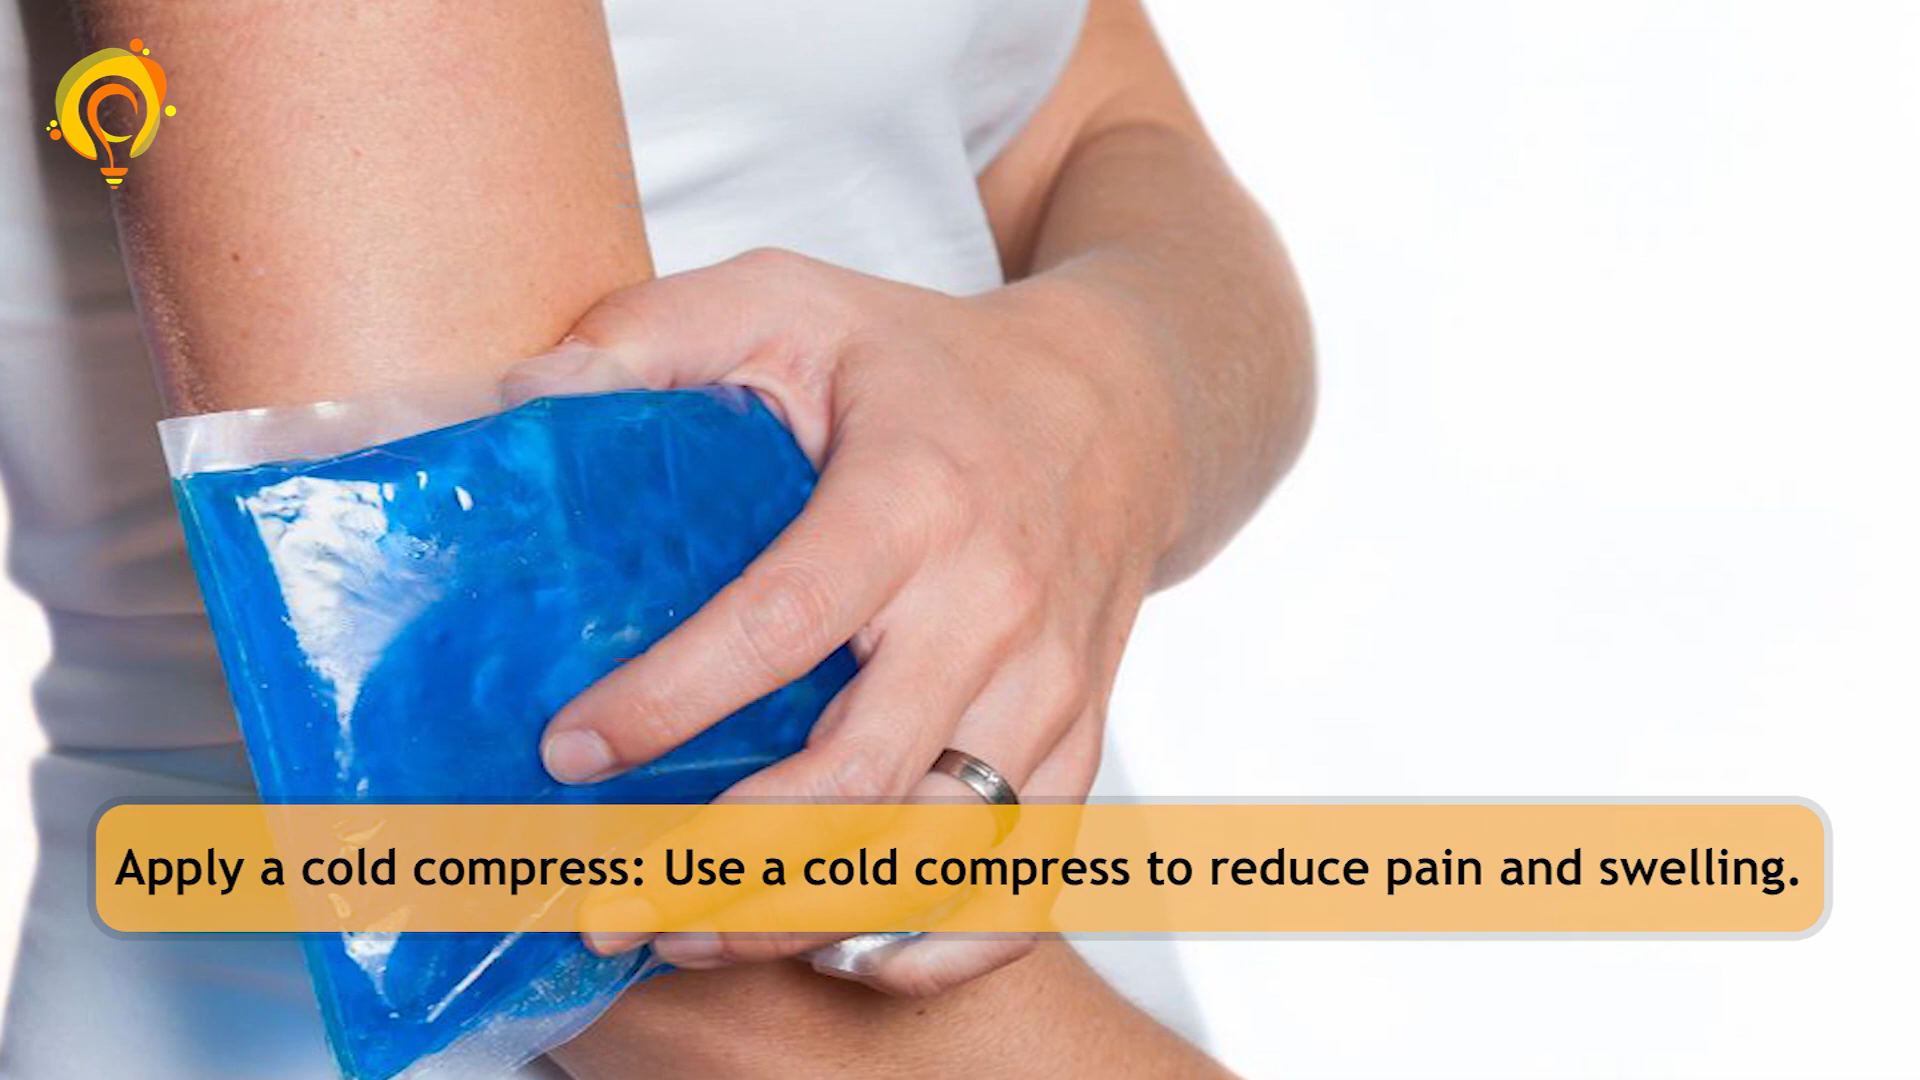 Apply a cold compress: Use a cold compress to reduce pain and swelling.